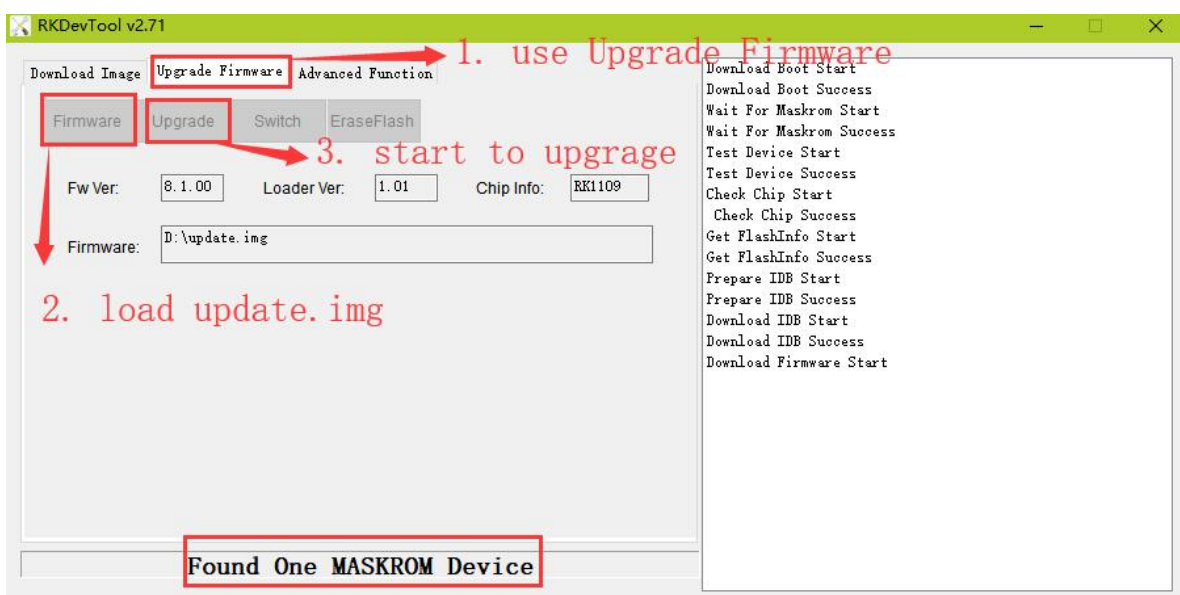 RKDevTool v2.71
1. use Upgrade Firmware
Download Image Upgrade Firmware Advanced Function
Firmware Upgrade Switch EraseFlash
3. start to upgrage
Fw Ver: 8.1.00 Loader Ver: 1.01 Chip Info: RK1109
Firmware: D:\update.img
2. load update.img
Found One MASKROM Device
Download Boot Start
Download Boot Success
Wait For Maskrom Start
Wait For Maskrom Success
Test Device Start
Test Device Success
Check Chip Start
Check Chip Success
Get FlashInfo Start
Get FlashInfo Success
Prepare IDB Start
Prepare IDB Success
Download IDB Start
Download IDB Success
Download Firmware Start